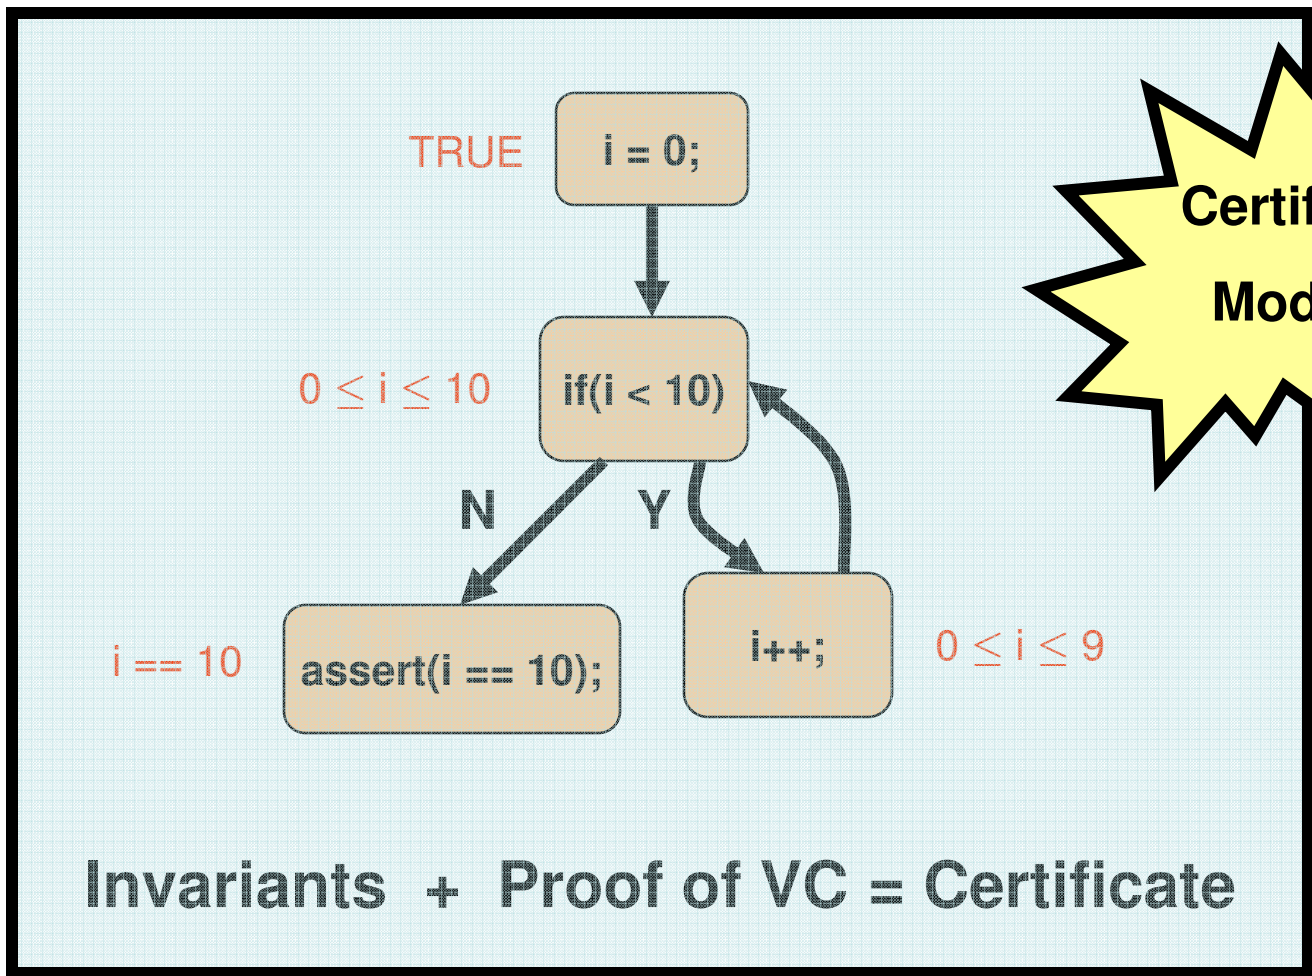 TRUE
i = 0;
0 ≤ i ≤ 10
if(i < 10)
N
Y
i == 10
assert(i == 10);
i++;
0 ≤ i ≤ 9
Invariants + Proof of VC = Certificate